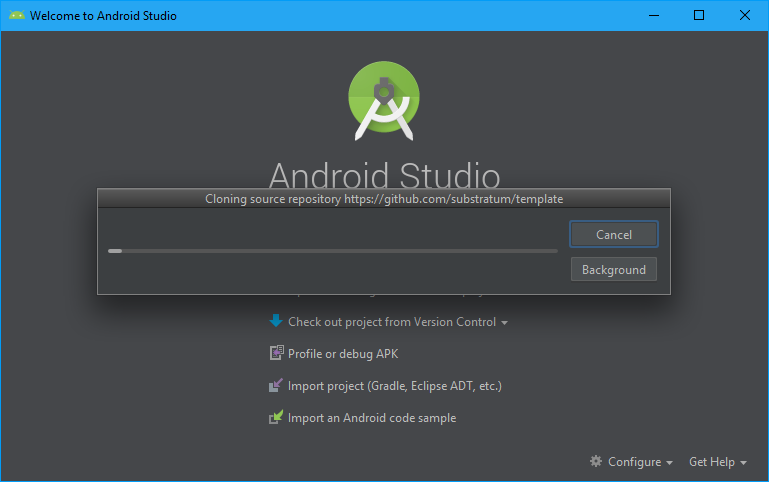 Welcome to Android Studio
Android Studio
Cloning source repository https://github.com/substratum/template
Cancel
Background
Check out project from Version Control
Profile or debug APK
Import project (Gradle, Eclipse ADT, etc.)
Import an Android code sample
Configure
Get Help